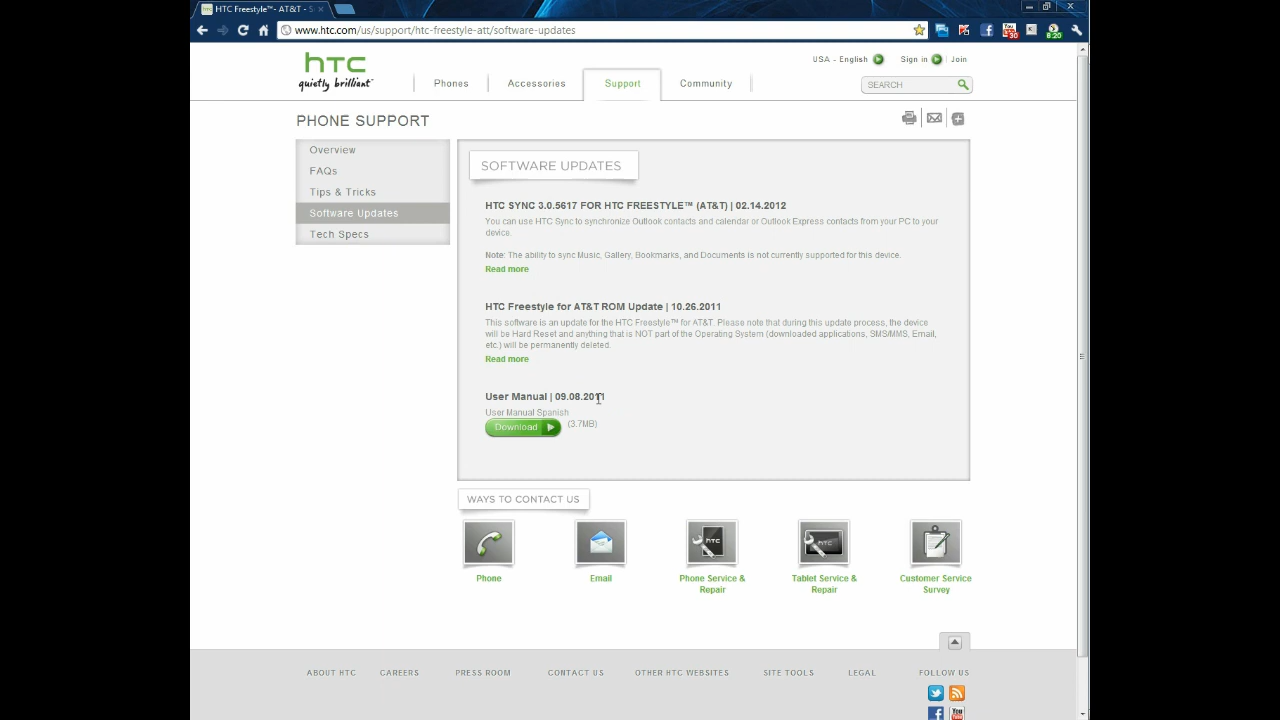 HTC Freestyle™ - AT&T - S
www.htc.com/us/support/htc-freestyle-att/software-updates
30
8:20
hTC
quietly brilliant™
Phones
Accessories
Support
Community
USA - English
Sign in
Join
SEARCH
PHONE SUPPORT
Overview
FAQs
Tips & Tricks
Software Updates
Tech Specs
SOFTWARE UPDATES
HTC SYNC 3.0.5617 FOR HTC FREESTYLE™ (AT&T) | 02.14.2012
You can use HTC Sync to synchronize Outlook contacts and calendar or Outlook Express contacts from your PC to your
device.
Note: The ability to sync Music, Gallery, Bookmarks, and Documents is not currently supported for this device.
Read more
HTC Freestyle for AT&T ROM Update | 10.26.2011
This software is an update for the HTC Freestyle™ for AT&T. Please note that during this update process, the device
will be Hard Reset and anything that is NOT part of the Operating System (downloaded applications, SMS/MMS, Email,
etc.) will be permanently deleted.
Read more
User Manual | 09.08.2011
User Manual Spanish
Download
(3.7MB)
WAYS TO CONTACT US
Phone
Email
hTC
Phone Service &
Repair
hTC
Tablet Service &
Repair
Customer Service
Survey
ABOUT HTC
CAREERS
PRESS ROOM
CONTACT US
OTHER HTC WEBSITES
SITE TOOLS
LEGAL
FOLLOW US
You